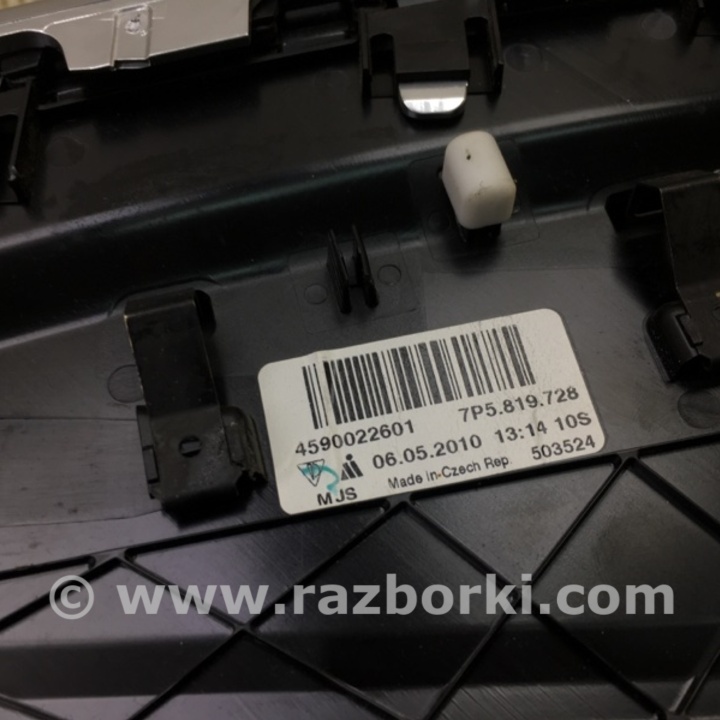 4590022601 7P5.819.728
06.05.2010 13:14 10S
MJS Made in Czech Rep. 503524
© www.razborki.com